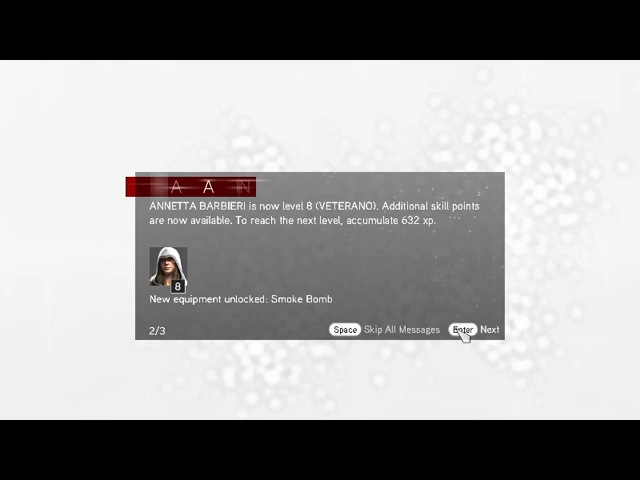 A A N
ANNETTA BARBIERI is now level 8 (VETERANO). Additional skill points
are now available. To reach the next level, accumulate 632 xp.
8
New equipment unlocked: Smoke Bomb
2/3
Space Skip All Messages Enter Next